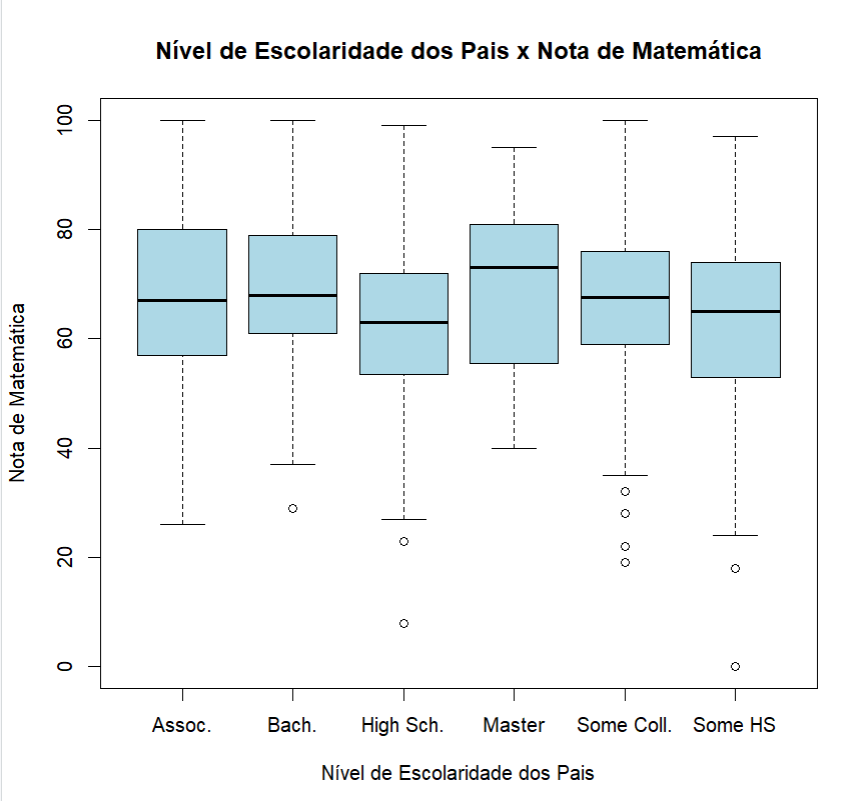 Nível de Escolaridade dos Pais x Nota de Matemática
Nota de Matemática
100
80
60
40
20
0
Assoc. Bach. High Sch. Master Some Coll. Some HS
Nível de Escolaridade dos Pais